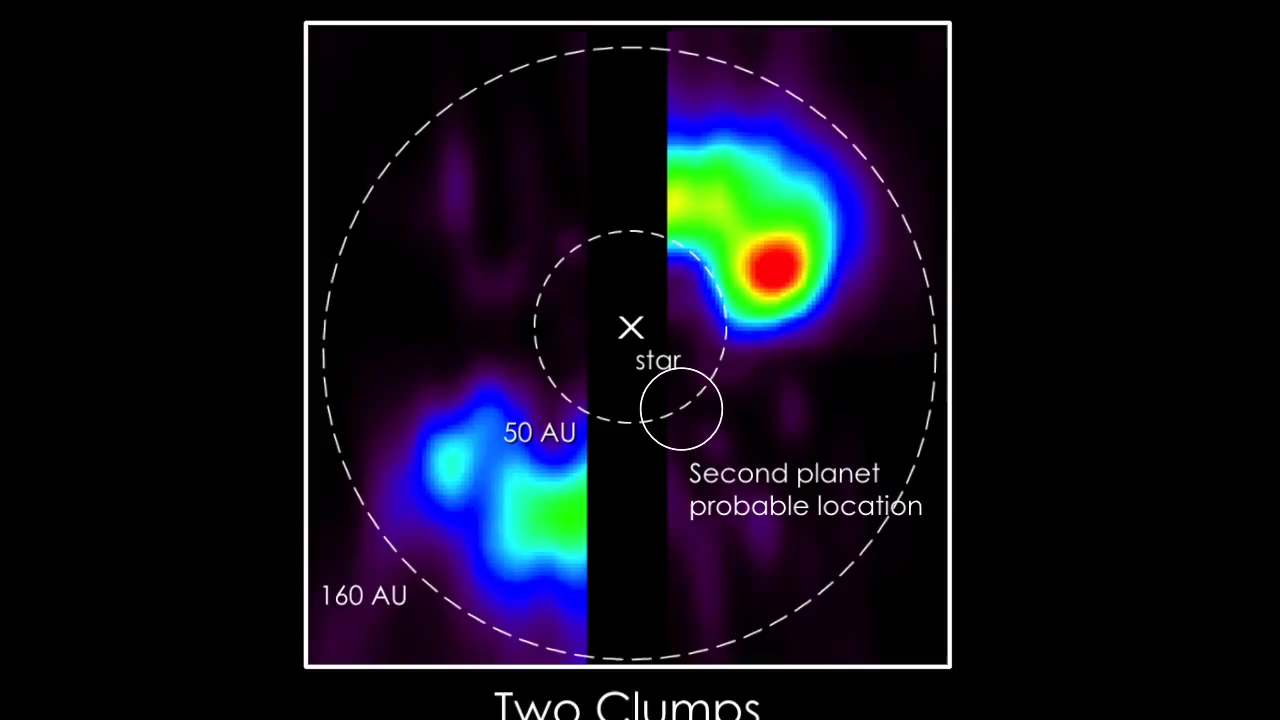 star
50 AU
Second planet
probable location
160 AU
Two Clumps